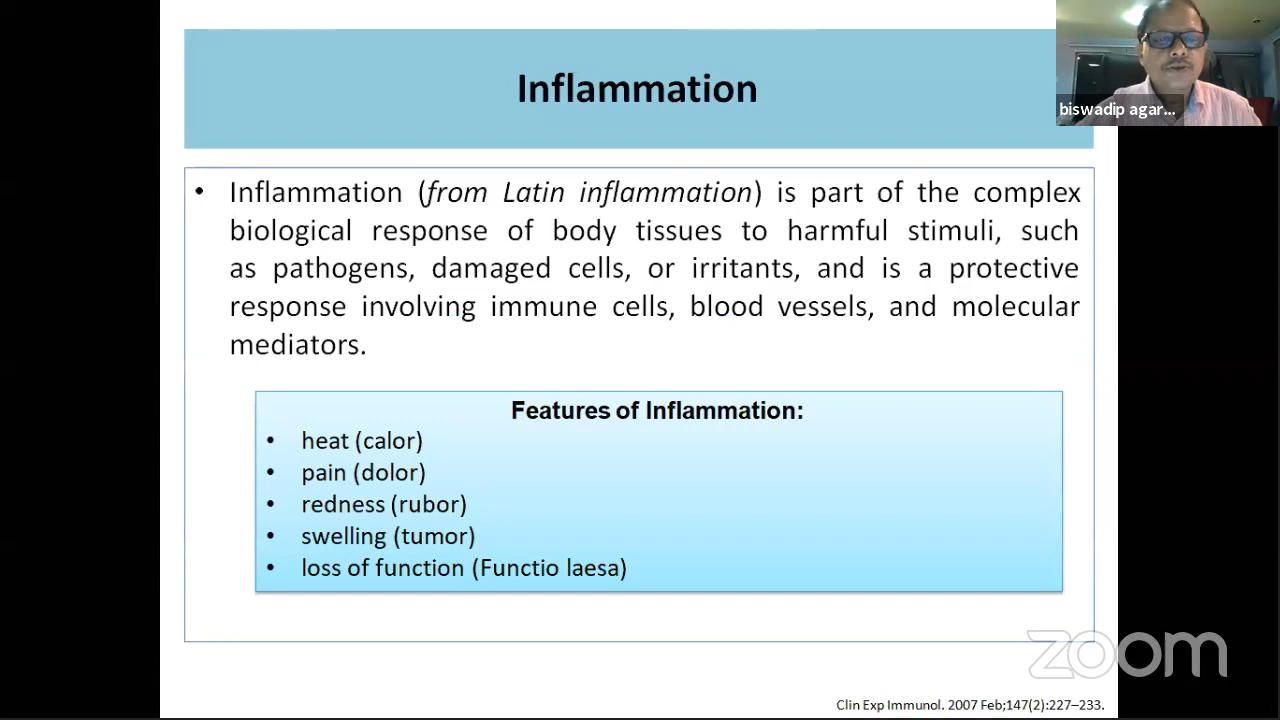 Inflammation
biswadip agar...
• Inflammation (from Latin inflammation) is part of the complex
biological response of body tissues to harmful stimuli, such
as pathogens, damaged cells, or irritants, and is a protective
response involving immune cells, blood vessels, and molecular
mediators.
Features of Inflammation:
• heat (calor)
• pain (dolor)
• redness (rubor)
• swelling (tumor)
• loss of function (Functio laesa)
zoom
Clin Exp Immunol. 2007 Feb;147(2):227–233.